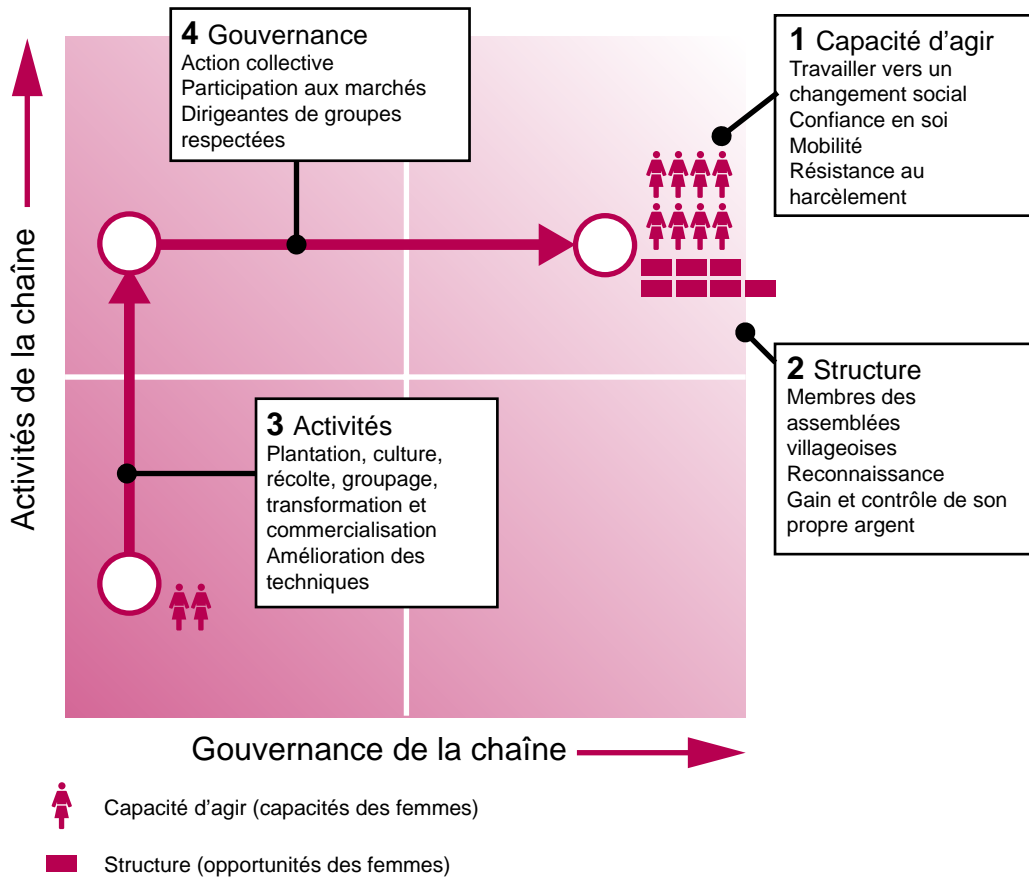 4 Gouvernance
Action collective
Participation aux marchés
Dirigeantes de groupes
respectées
1 Capacité d'agir
Travailler vers un
changement social
Confiance en soi
Mobilité
Résistance au
harcèlement
2 Structure
Membres des
assemblées
villageoises
Reconnaissance
Gain et contrôle de son
propre argent
3 Activités
Plantation, culture,
récolte, groupage,
transformation et
commercialisation
Amélioration des
techniques
Activités de la chaîne
Gouvernance de la chaîne
Capacité d'agir (capacités des femmes)
Structure (opportunités des femmes)